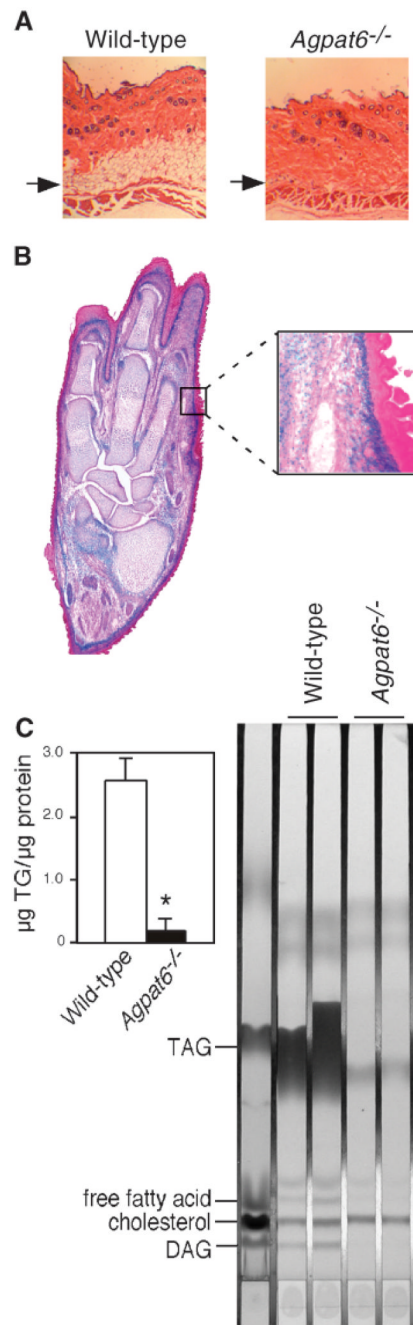 A
Wild-type
Agpat6-/-
B
C
µg TG/µg protein
3.0
2.0
1.0
0
*
Wild-type
Agpat6-/-
Wild-type
Agpat6-/-
TAG
free fatty acid
cholesterol
DAG